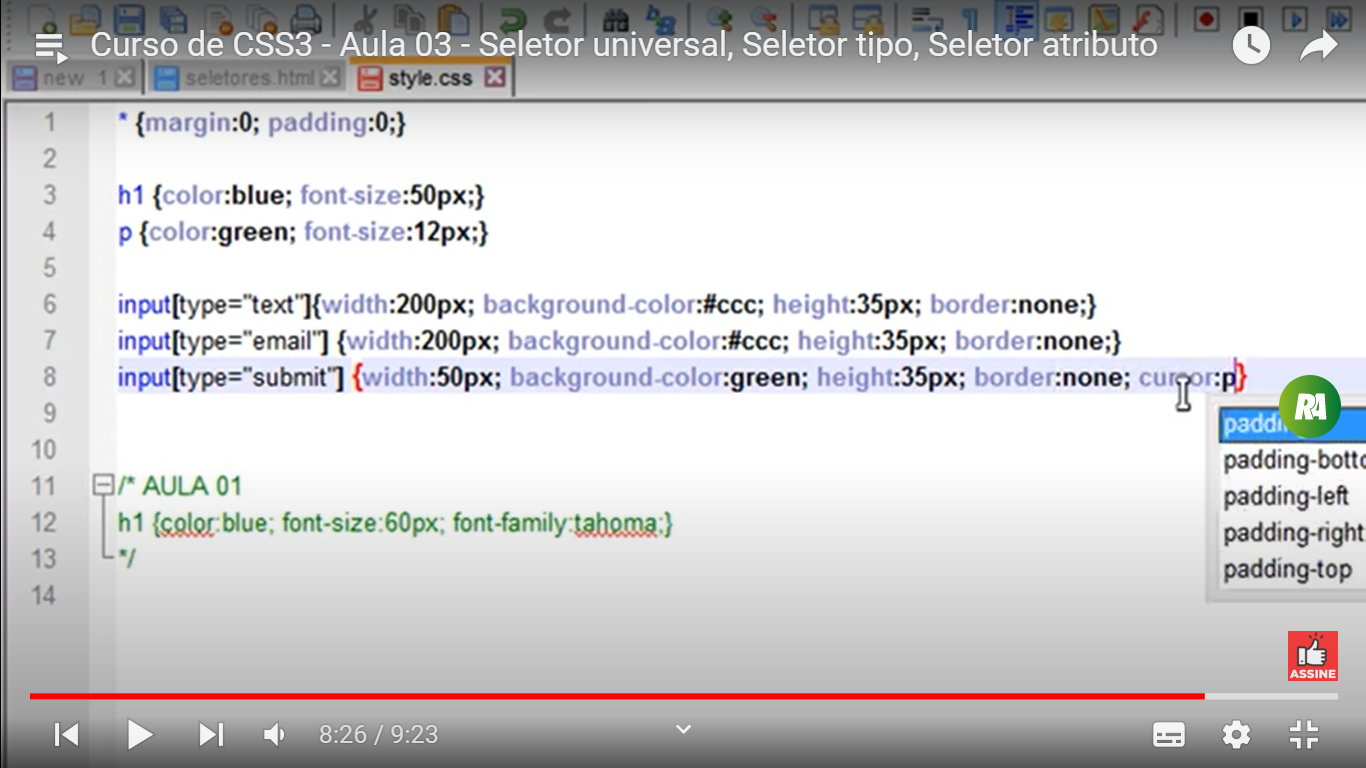 Curso de CSS3 - Aula 03 - Seletor universal, Seletor tipo, Seletor atributo
new 1 seletores.html style.css
1 * {margin:0; padding:0;}
2
3 h1 {color:blue; font-size:50px;}
4 p {color:green; font-size:12px;}
5
6 input[type="text"]{width:200px; background-color:#ccc; height:35px; border:none;}
7 input[type="email"] {width:200px; background-color:#ccc; height:35px; border:none;}
8 input[type="submit"] {width:50px; background-color:green; height:35px; border:none; cursor:p}
9
10
11 /* AULA 01
12 h1 {color:blue; font-size:60px; font-family:tahoma;}
13 */
14
RA
padding-left
padding-right
padding-top
ASSINE
8:26 / 9:23